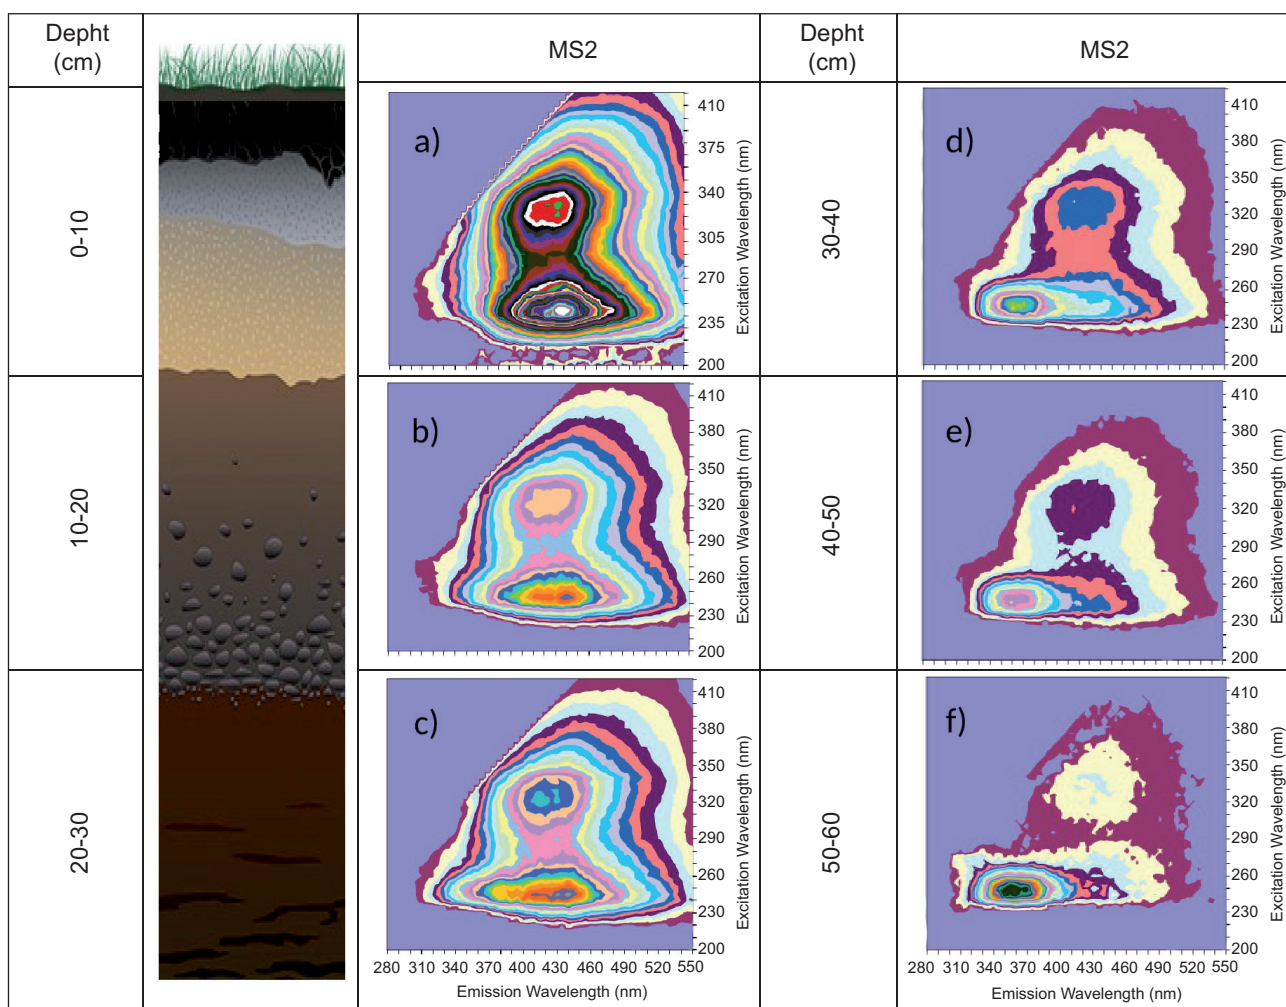 Depht
(cm)
MS2
Depht
(cm)
MS2
0-10
a)
410
375
340
305
270
235
200
Excitation Wavelength (nm)
30-40
d)
410
380
350
320
290
260
230
200
Excitation Wavelength (nm)
10-20
b)
410
380
350
320
290
260
230
200
Excitation Wavelength (nm)
40-50
e)
410
380
350
320
290
260
230
200
Excitation Wavelength (nm)
20-30
c)
410
380
350
320
290
260
230
200
Excitation Wavelength (nm)
280 310 340 370 400 430 460 490 520 550
Emission Wavelength (nm)
50-60
f)
410
380
350
320
290
260
230
200
Excitation Wavelength (nm)
280 310 340 370 400 430 460 490 520 550
Emission Wavelength (nm)